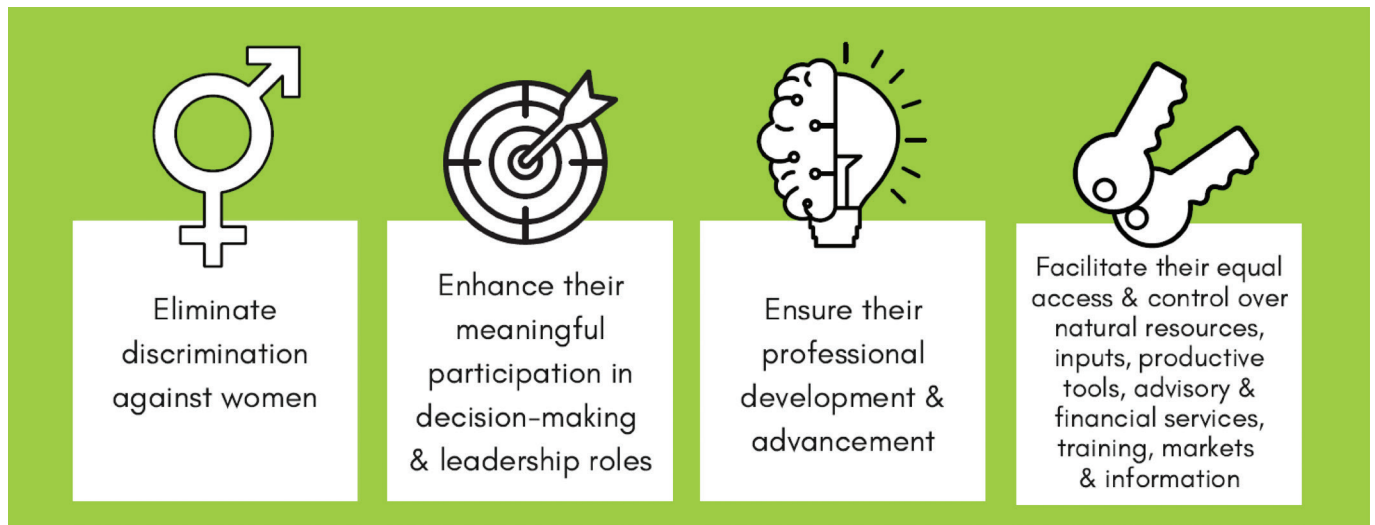 Eliminate
discrimination
against women
Enhance their
meaningful
participation in
decision-making
& leadership roles
Ensure their
professional
development &
advancement
Facilitate their equal
access & control over
natural resources,
inputs, productive
tools, advisory &
financial services,
training, markets
& information